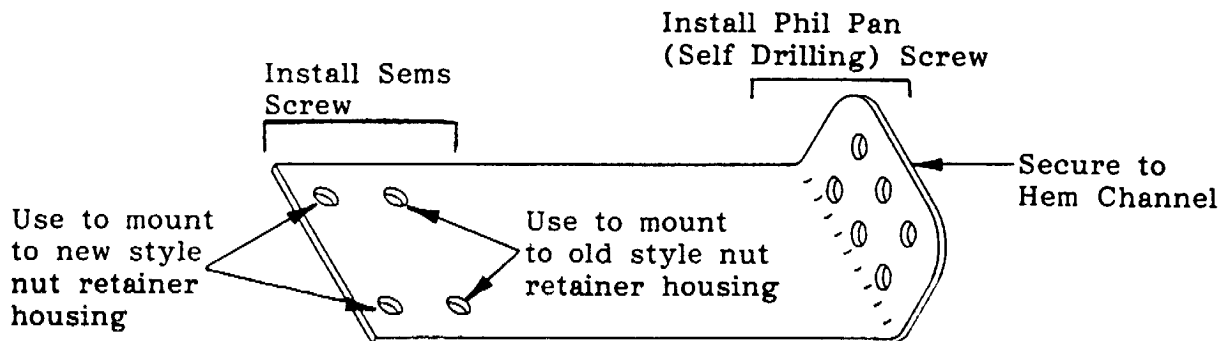 Install Phil Pan
(Self Drilling) Screw
Install Sems
Screw
Secure to
Hem Channel
Use to mount
to new style
nut retainer
housing
Use to mount
to old style nut
retainer housing